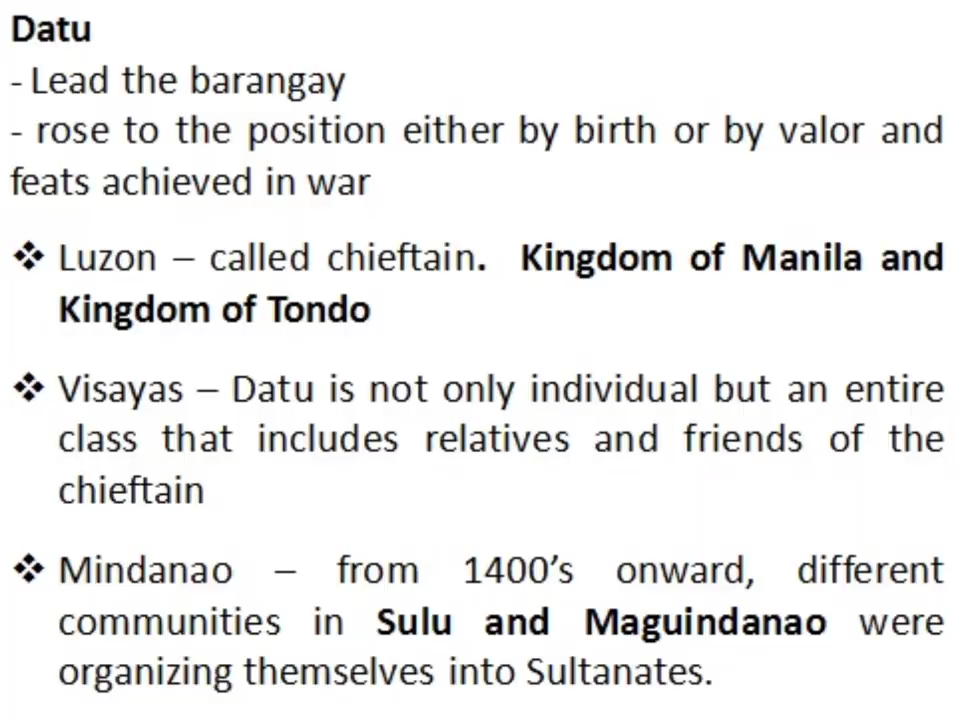 Datu
- Lead the barangay
- rose to the position either by birth or by valor and
feats achieved in war
❖ Luzon – called chieftain. Kingdom of Manila and
Kingdom of Tondo
❖ Visayas – Datu is not only individual but an entire
class that includes relatives and friends of the
chieftain
❖ Mindanao – from 1400’s onward, different
communities in Sulu and Maguindanao were
organizing themselves into Sultanates.